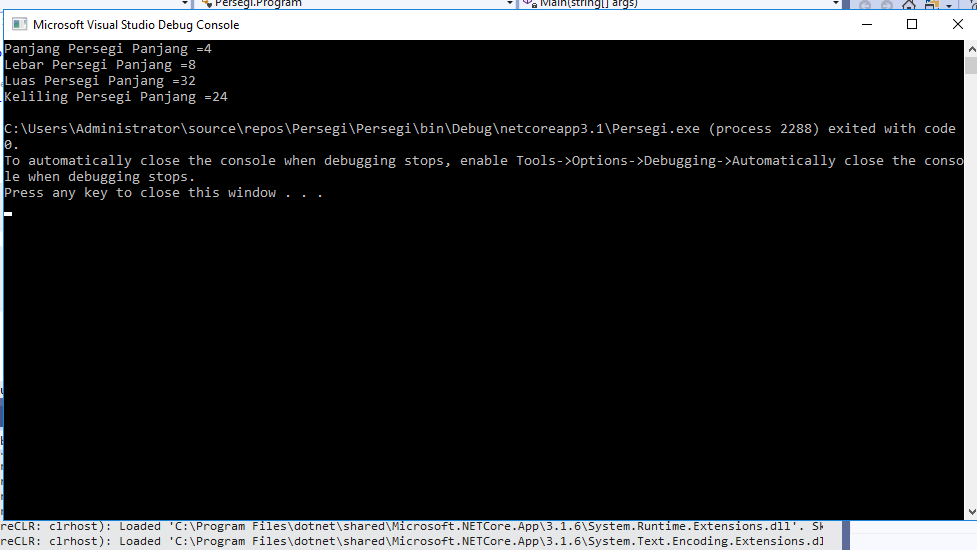 Persegi.Program
Main(string[] args)
Microsoft Visual Studio Debug Console
Panjang Persegi Panjang =4
Lebar Persegi Panjang =8
Luas Persegi Panjang =32
Keliling Persegi Panjang =24
C:\Users\Administrator\source\repos\Persegi\Persegi\bin\Debug\netcoreapp3.1\Persegi.exe (process 2288) exited with code
0.
To automatically close the console when debugging stops, enable Tools->Options->Debugging->Automatically close the conso
le when debugging stops.
Press any key to close this window . . .
reCLR: clrhost): Loaded 'C:\Program Files\dotnet\shared\Microsoft.NETCore.App\3.1.6\System.Runtime.Extensions.dll'. Sk
reCLR: clrhost): Loaded 'C:\Program Files\dotnet\shared\Microsoft.NETCore.App\3.1.6\System.Text.Encoding.Extensions.dl